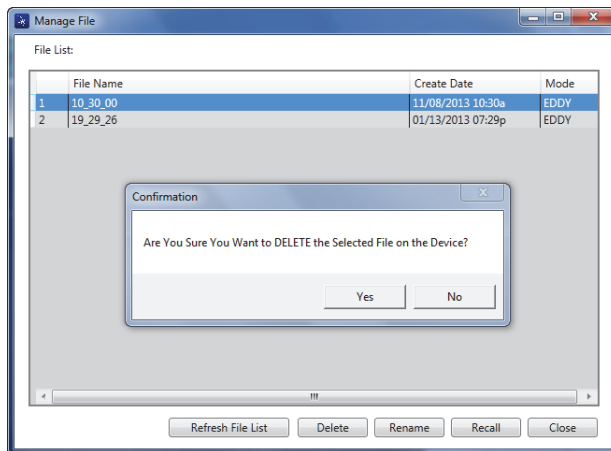 Manage File
File List:
File Name Create Date Mode
1 10_30_00 11/08/2013 10:30a EDDY
2 19_29_26 01/13/2013 07:29p EDDY
Confirmation
Are You Sure You Want to DELETE the Selected File on the Device?
Yes No
Refresh File List Delete Rename Recall Close